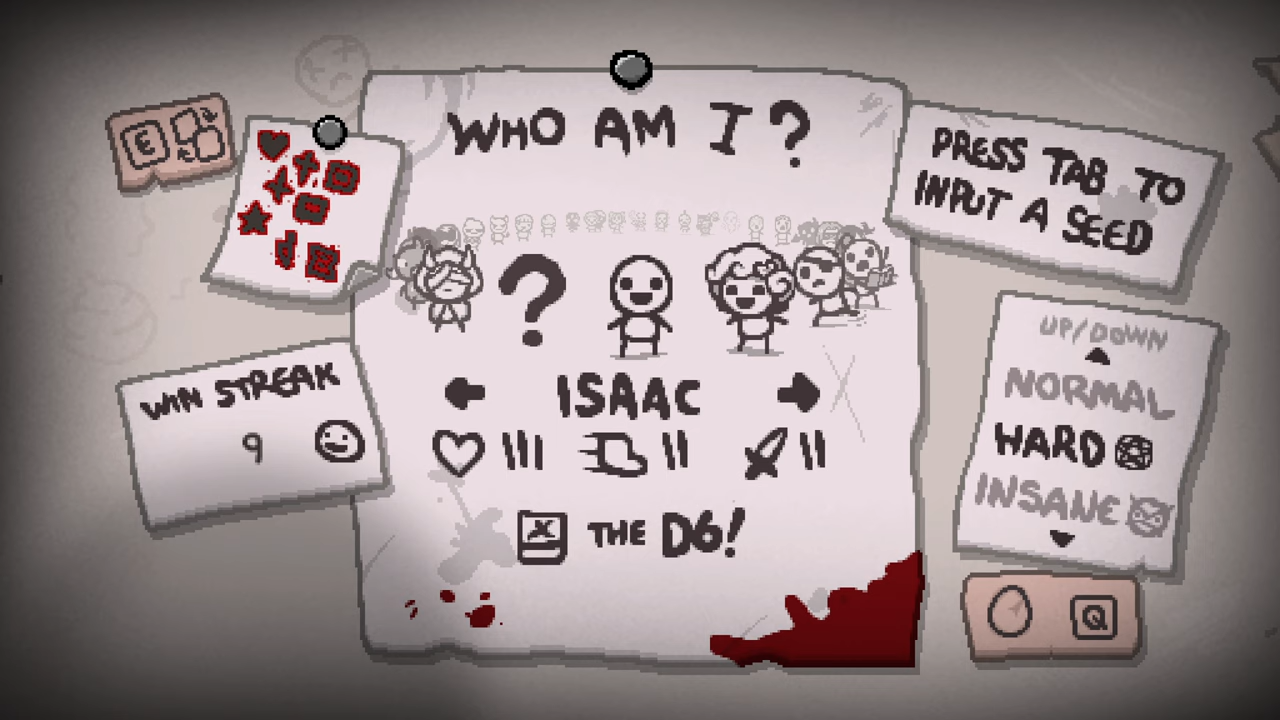 WHO AM I?
E
PRESS TAB TO
INPUT A SEED
WIN STREAK
9
ISAAC
THE D6!
UP/DOWN
NORMAL
HARD
INSANE
Q